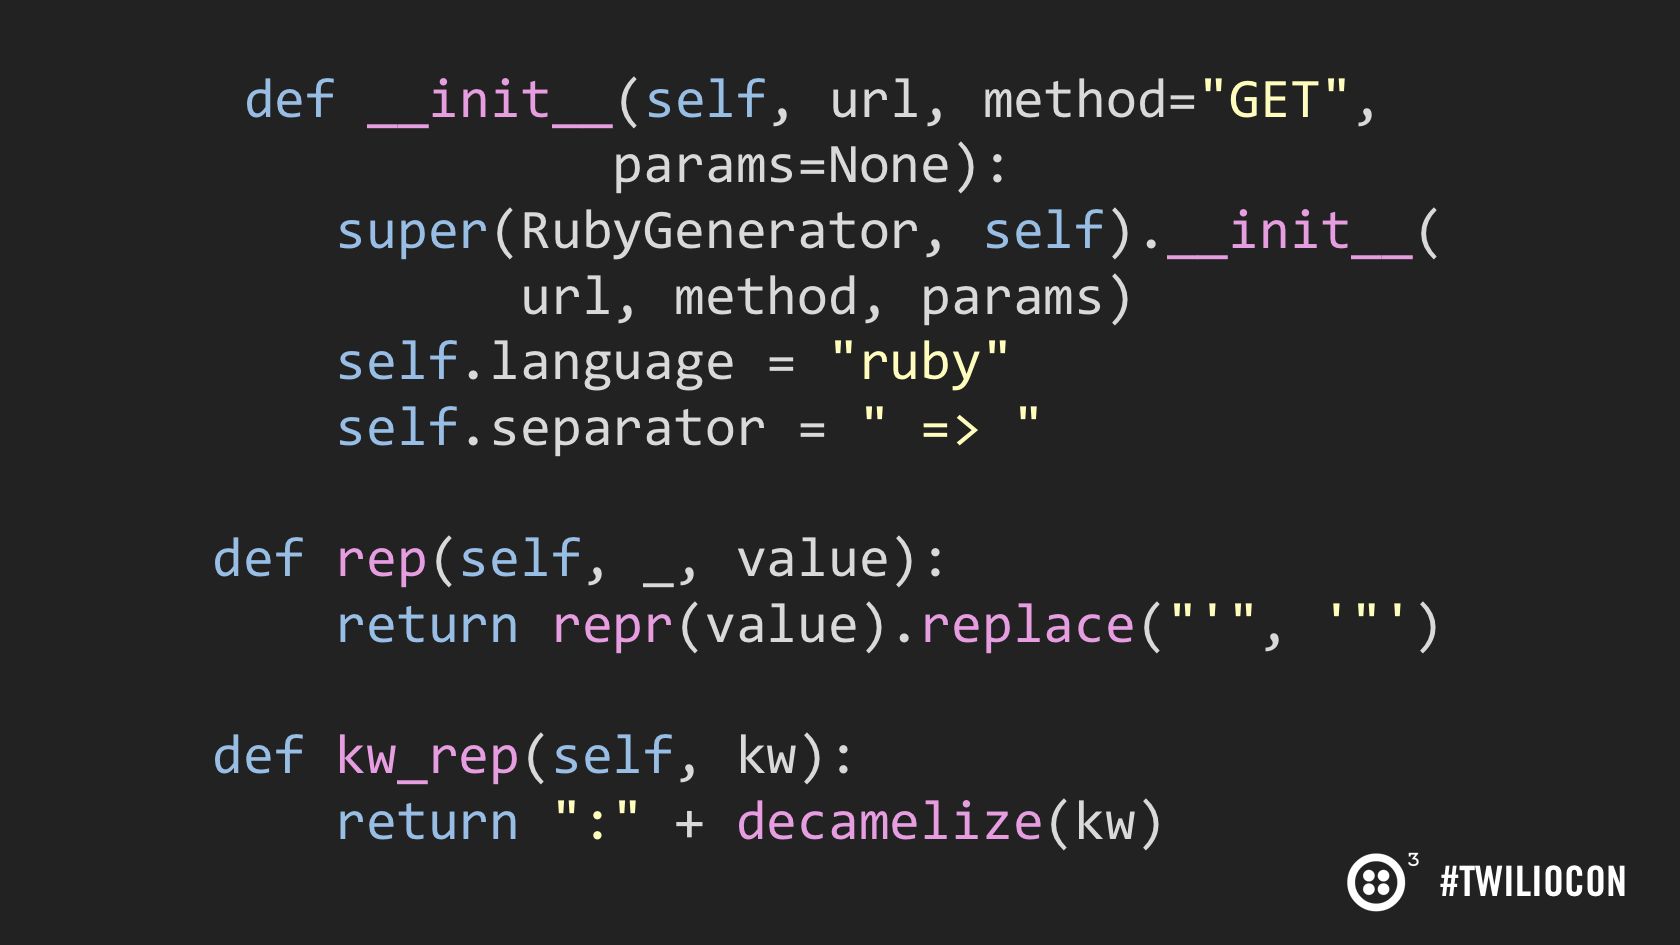 def __init__(self, url, method="GET",
params=None):
super(RubyGenerator, self).__init__(
url, method, params)
self.language = "ruby"
self.separator = " => "
def rep(self, _, value):
return repr(value).replace("'", '"')
def kw_rep(self, kw):
return ":" + decamelize(kw)
3 #TWILIOCON